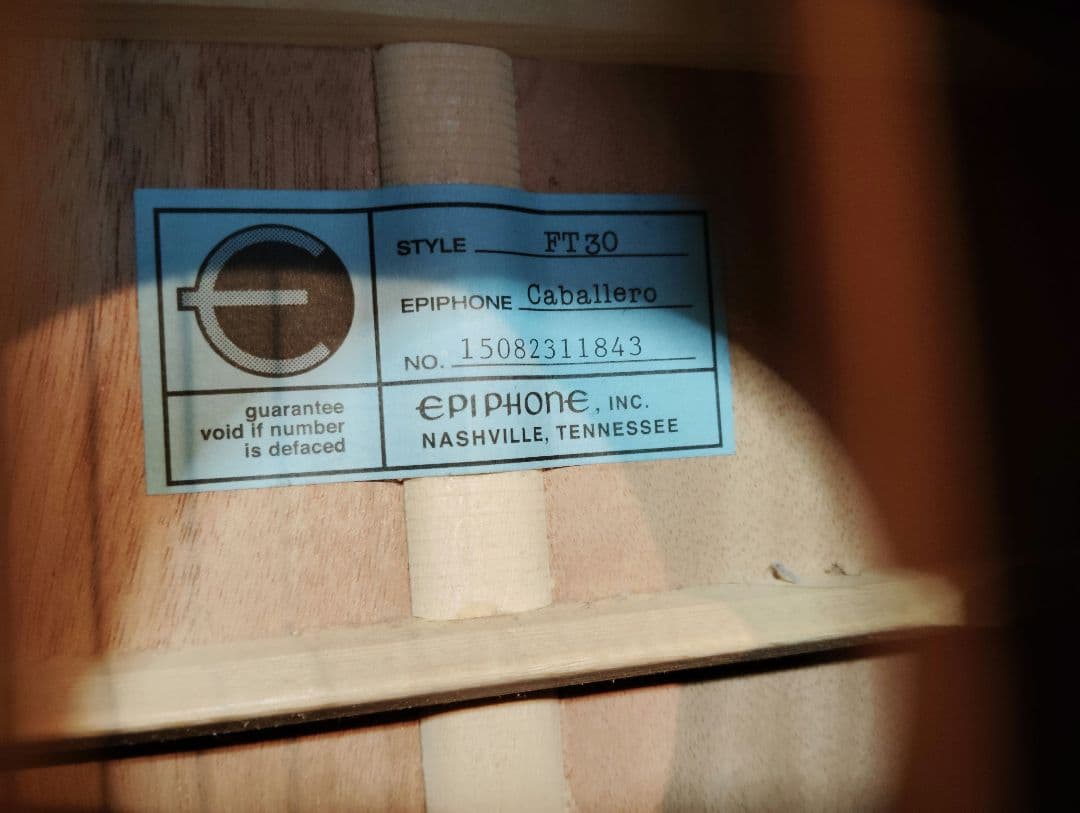 STYLE FT30
EPIPHONE Caballero
NO. 15082311843
guarantee
void if number
is defaced
EPIPHONE, INC.
NASHVILLE, TENNESSEE